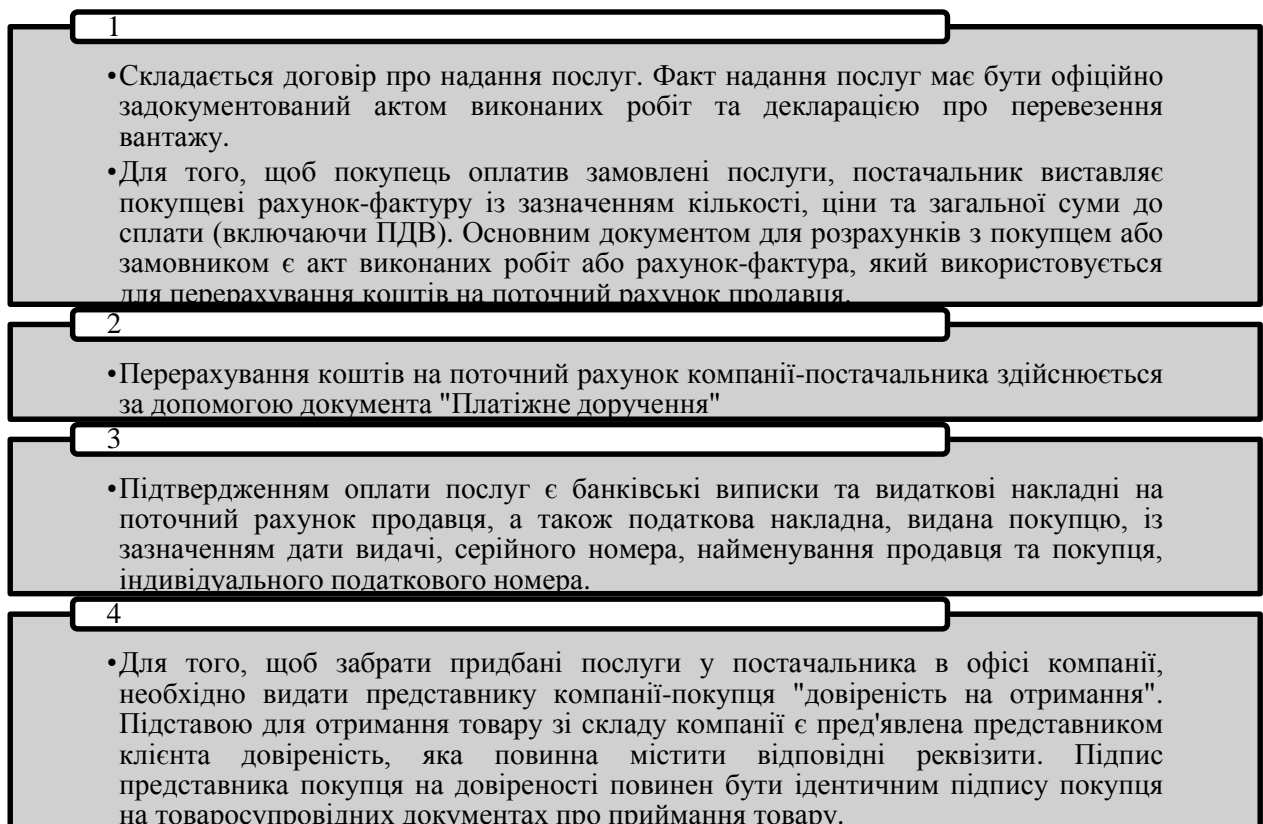 1
•Складається договір про надання послуг. Факт надання послуг має бути офіційно
задокументований актом виконаних робіт та декларацією про перевезення
вантажу.
•Для того, щоб покупець оплатив замовлені послуги, постачальник виставляє
покупцеві рахунок-фактуру із зазначенням кількості, ціни та загальної суми до
сплати (включаючи ПДВ). Основним документом для розрахунків з покупцем або
замовником є акт виконаних робіт або рахунок-фактура, який використовується
для перерахування коштів на поточний рахунок продавця.
2
•Перерахування коштів на поточний рахунок компанії-постачальника здійснюється
за допомогою документа "Платіжне доручення"
3
•Підтвердженням оплати послуг є банківські виписки та видаткові накладні на
поточний рахунок продавця, а також податкова накладна, видана покупцю, із
зазначенням дати видачі, серійного номера, найменування продавця та покупця,
індивідуального податкового номера.
4
•Для того, щоб забрати придбані послуги у постачальника в офісі компанії,
необхідно видати представнику компанії-покупця "довіреність на отримання".
Підставою для отримання товару зі складу компанії є пред'явлена представником
клієнта довіреність, яка повинна містити відповідні реквізити. Підпис
представника покупця на довіреності повинен бути ідентичним підпису покупця
на товаросупровідних документах про приймання товару.